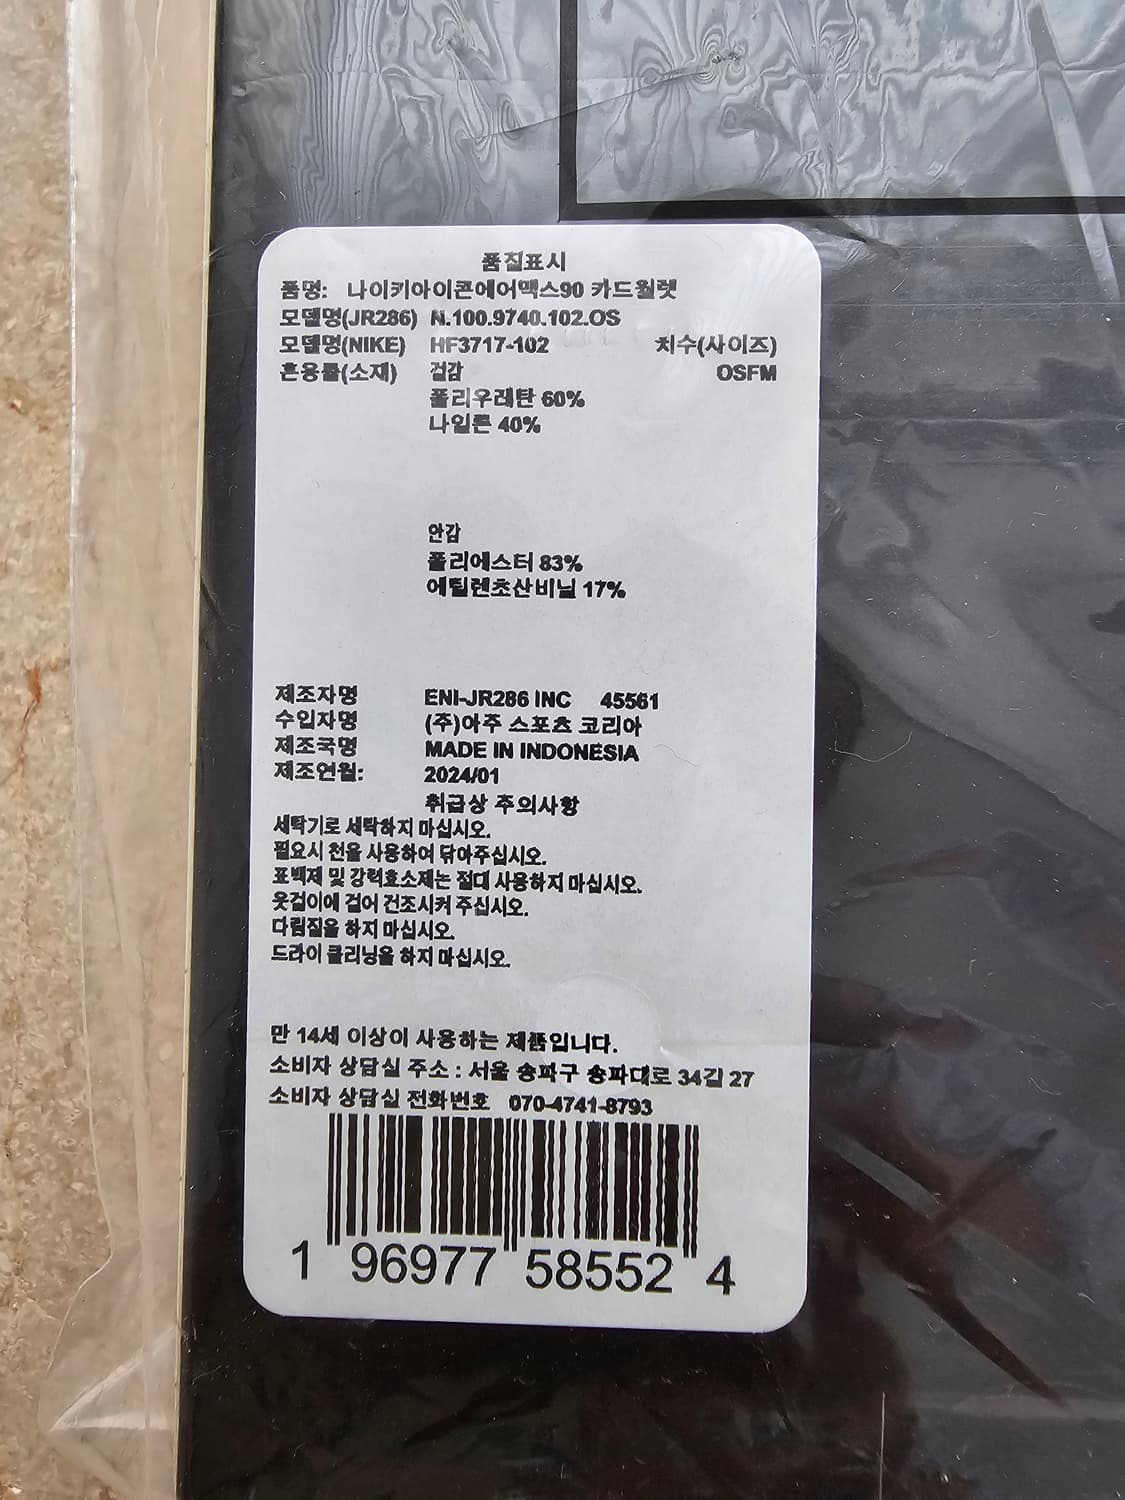 품질표시
품명: 나이키아이콘에어맥스90 카드월렛
모델명(JR286) N.100.9740.102.OS
모델명(NIKE) HF3717-102 치수(사이즈)
혼용률(소재) 겉감 OSFM
폴리우레탄 60%
나일론 40%
안감
폴리에스터 83%
에틸렌초산비닐 17%
제조자명 ENI-JR286 INC 45561
수입자명 (주)아주 스포츠 코리아
제조국명 MADE IN INDONESIA
제조연월: 2024/01
취급상 주의사항
세탁기로 세탁하지 마십시오.
필요시 천을 사용하여 닦아주십시오.
표백제 및 강력효소제는 절대 사용하지 마십시오.
옷걸이에 걸어 건조시켜 주십시오.
다림질을 하지 마십시오.
드라이 클리닝을 하지 마십시오.
만 14세 이상이 사용하는 제품입니다.
소비자 상담실 주소 : 서울 송파구 송파대로 34길 27
소비자 상담실 전화번호 070-4741-8793
1 96977 58552 4